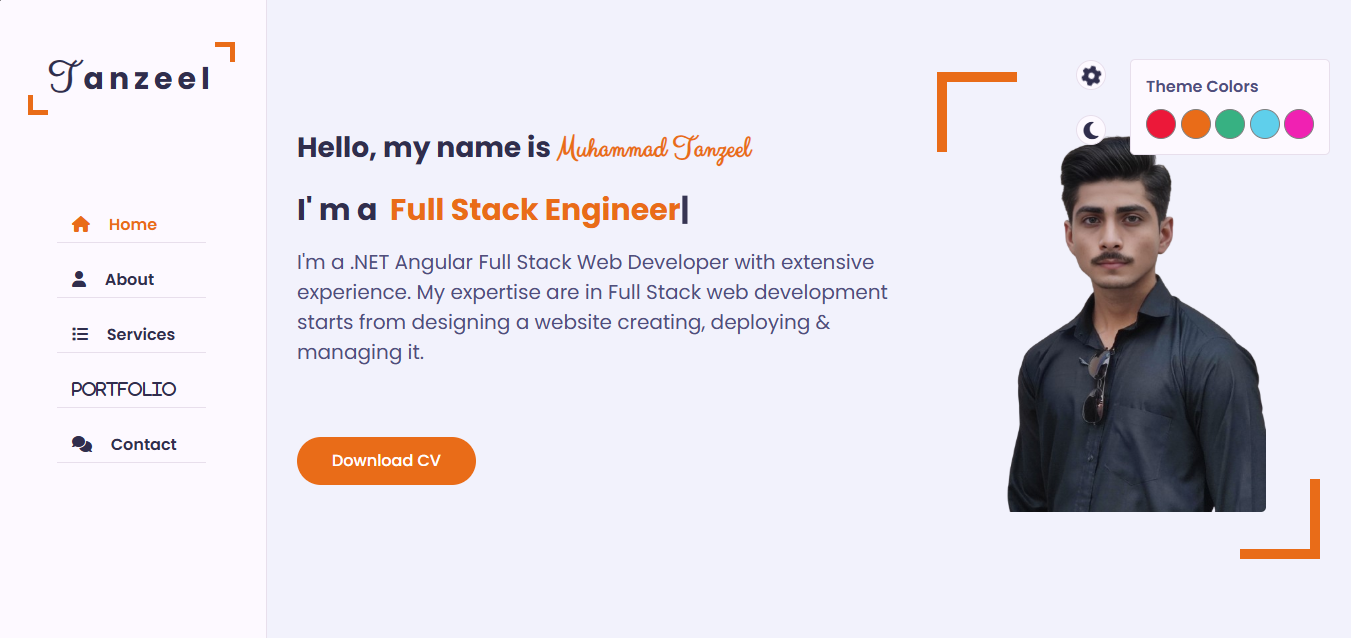 Tanzeel
Home
About
Services
PORTFOLIO
Contact
Hello, my name is Muhammad Tanzeel
I' m a Full Stack Engineer|
I'm a .NET Angular Full Stack Web Developer with extensive
experience. My expertise are in Full Stack web development
starts from designing a website creating, deploying &
managing it.
Download CV
Theme Colors